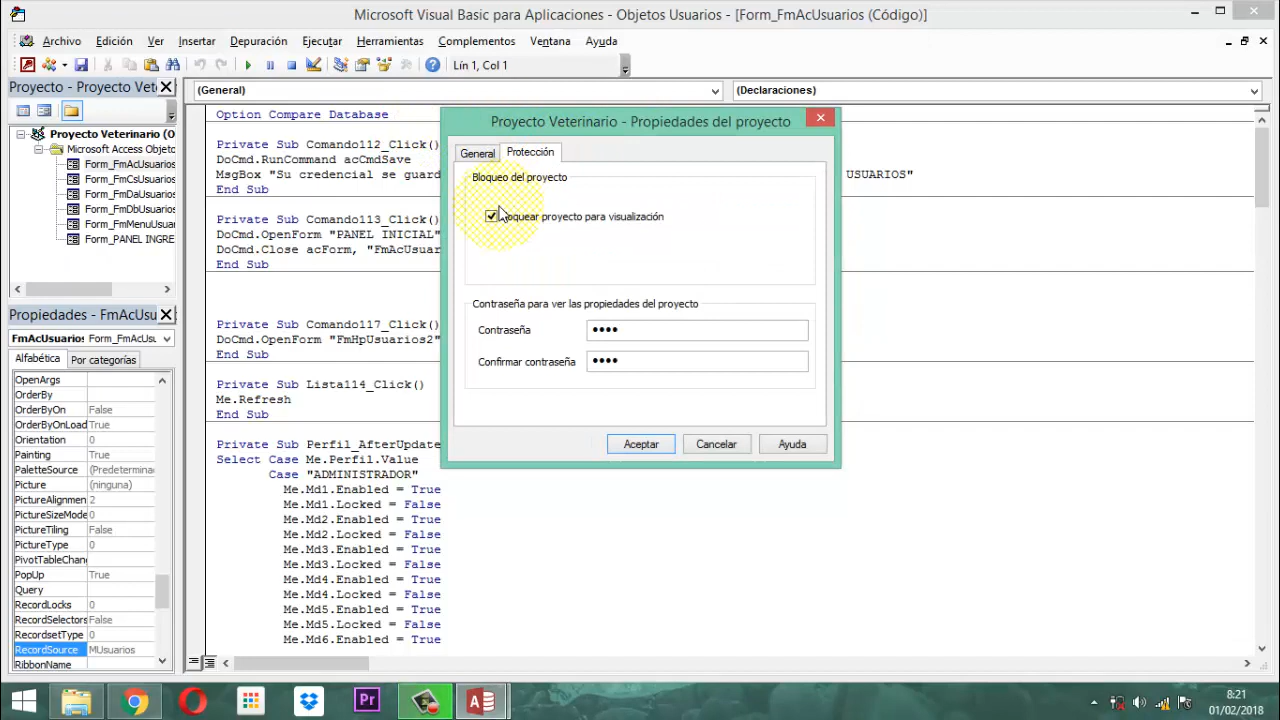 Microsoft Visual Basic para Aplicaciones - Objetos Usuarios - [Form_FmAcUsuarios (Código)]
Archivo Edición Ver Insertar Depuración Ejecutar Herramientas Complementos Ventana Ayuda
Lín 1, Col 1
Proyecto - Proyecto Vete
Proyecto Veterinario (O
Microsoft Access Objeto
Form_FmAcUsuarios
Form_FmCsUsuarios
Form_FmDaUsuarios
Form_FmDbUsuarios
Form_FmMenuUsuar
Form_PANEL INGRE
Propiedades - FmAcUsu
FmAcUsuarios Form_FmAcUsu
Alfabética Por categorías
OpenArgs
OrderBy
OrderByOn False
OrderByOnLoad True
Orientation 0
Painting True
PaletteSource (Predeterminad
Picture (ninguna)
PictureAlignmen 2
PictureSizeMode 0
PictureTiling False
PictureType 0
PivotTableChang
PopUp True
Query
RecordLocks 0
RecordSelectors False
RecordsetType 0
RecordSource MUsuarios
RibbonName
(General) (Declaraciones)
Option Compare Database
Private Sub Comando112_Click()
DoCmd.RunCommand acCmdSave
MsgBox "Su credencial se guard USUARIOS"
End Sub
Private Sub Comando113_Click()
DoCmd.OpenForm "PANEL INICIAL"
DoCmd.Close acForm, "FmAcUsuar
End Sub
Private Sub Comando117_Click()
DoCmd.OpenForm "FmHpUsuarios2"
End Sub
Private Sub Lista114_Click()
Me.Refresh
End Sub
Private Sub Perfil_AfterUpdate
Select Case Me.Perfil.Value
Case "ADMINISTRADOR"
Me.Md1.Enabled = True
Me.Md1.Locked = False
Me.Md2.Enabled = True
Me.Md2.Locked = False
Me.Md3.Enabled = True
Me.Md3.Locked = False
Me.Md4.Enabled = True
Me.Md4.Locked = False
Me.Md5.Enabled = True
Me.Md5.Locked = False
Me.Md6.Enabled = True
Proyecto Veterinario - Propiedades del proyecto
General Protección
Bloqueo del proyecto
loquear proyecto para visualización
Contraseña para ver las propiedades del proyecto
Contraseña ••••
Confirmar contraseña ••••
Aceptar Cancelar Ayuda
Pr
8:21
01/02/2018